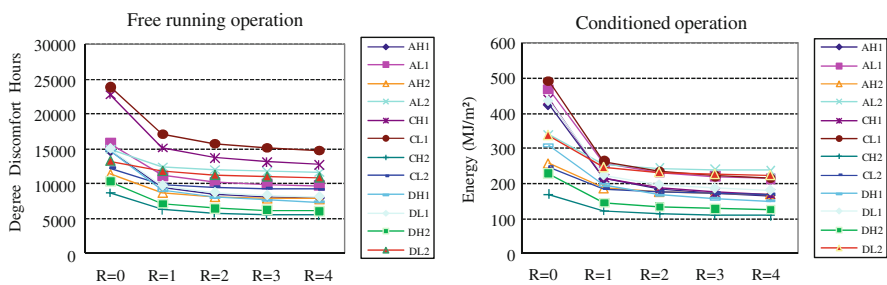 Free running operation
Degree Discomfort Hours
30000
25000
20000
15000
10000
5000
0
R=0 R=1 R=2 R=3 R=4
AH1
AL1
AH2
AL2
CH1
CL1
CH2
CL2
DH1
DL1
DH2
DL2
Conditioned operation
Energy (MJ/m²)
600
500
400
300
200
100
0
R=0 R=1 R=2 R=3 R=4
AH1
AL1
AH2
AL2
CH1
CL1
CH2
CL2
DH1
DL1
DH2
DL2